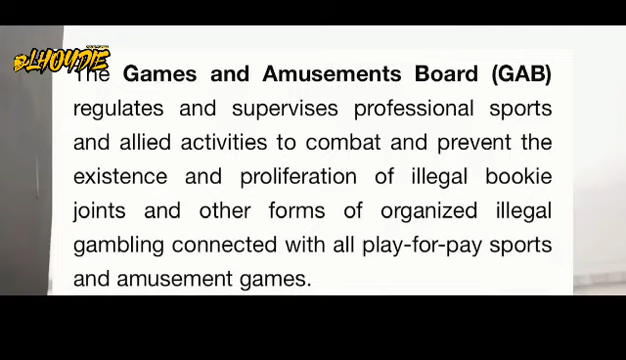 BLHOYDIE
The Games and Amusements Board (GAB)
regulates and supervises professional sports
and allied activities to combat and prevent the
existence and proliferation of illegal bookie
joints and other forms of organized illegal
gambling connected with all play-for-pay sports
and amusement games.